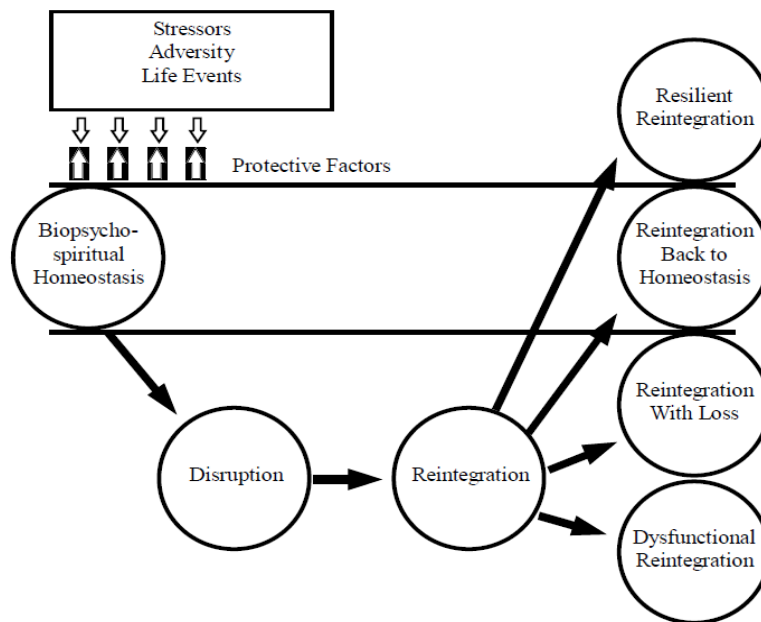 Stressors
Adversity
Life Events
Protective Factors
Biopsycho-
spiritual
Homeostasis
Disruption
Reintegration
Resilient
Reintegration
Reintegration
Back to
Homeostasis
Reintegration
With Loss
Dysfunctional
Reintegration